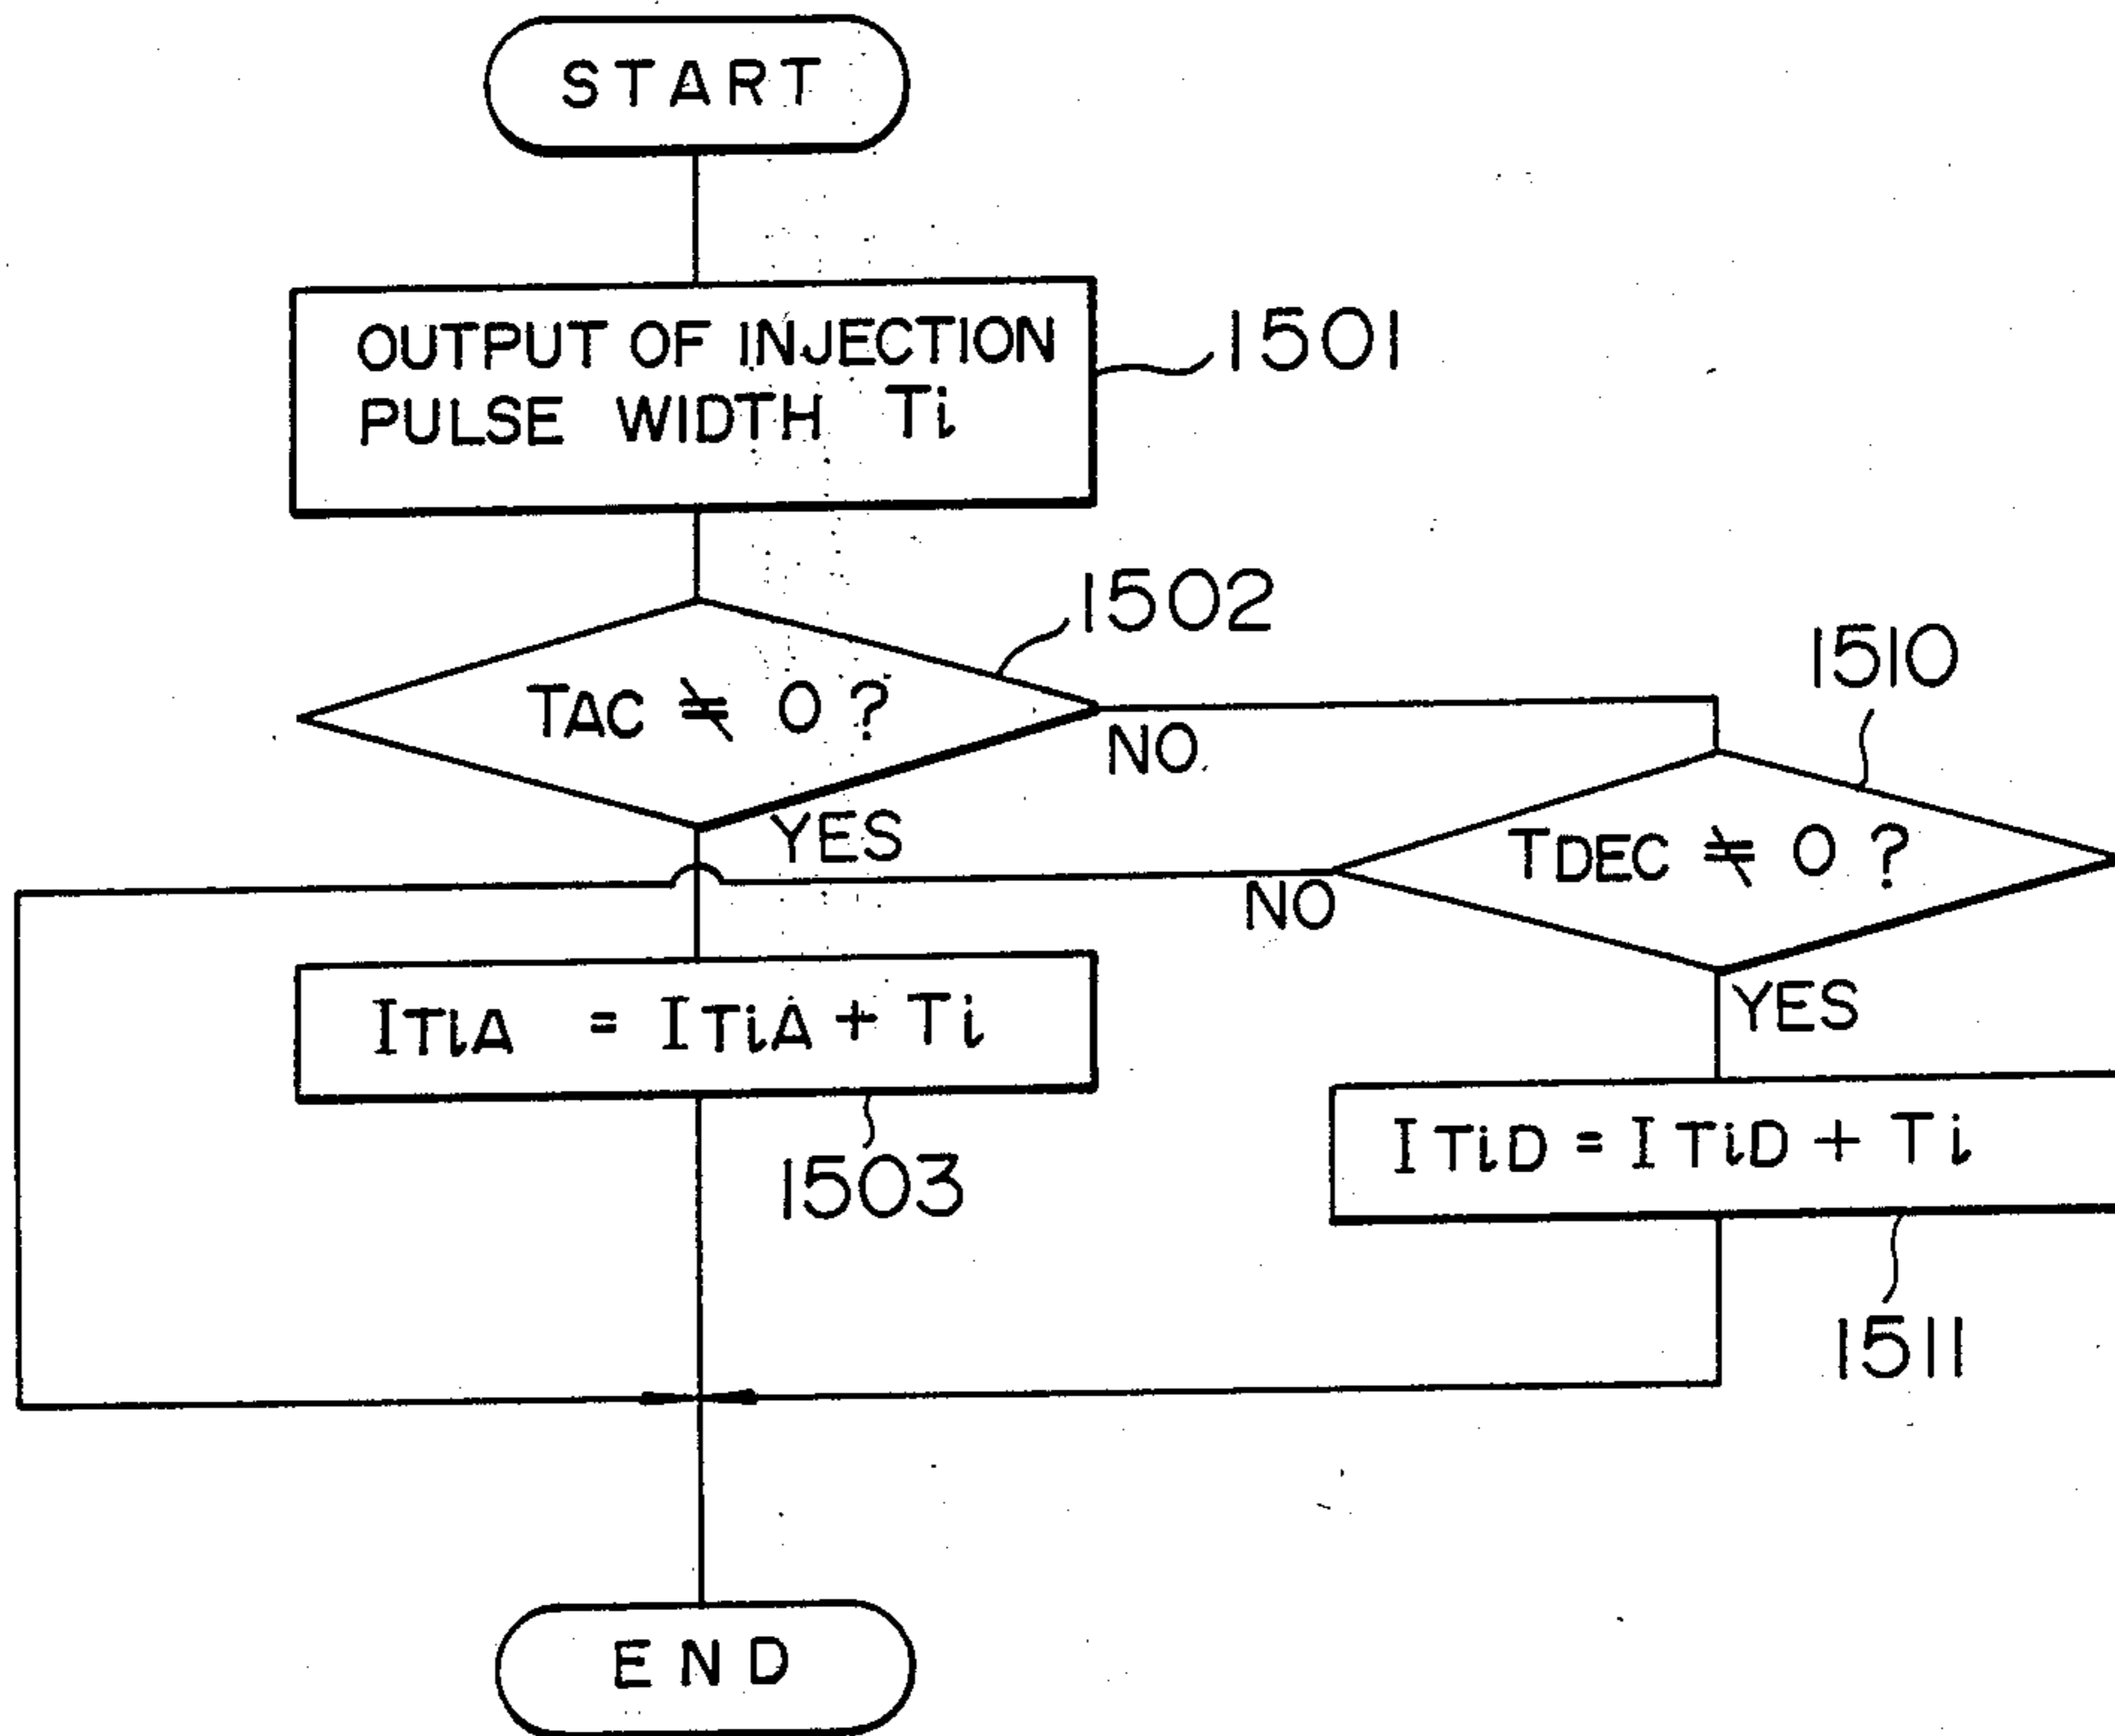 START
OUTPUT OF INJECTION
PULSE WIDTH Ti
1501
1502
TAC ≠ 0 ?
NO
YES
1510
TDEC ≠ 0 ?
NO
YES
ITiA = ITiA + Ti
1503
ITiD = ITiD + Ti
1511
END